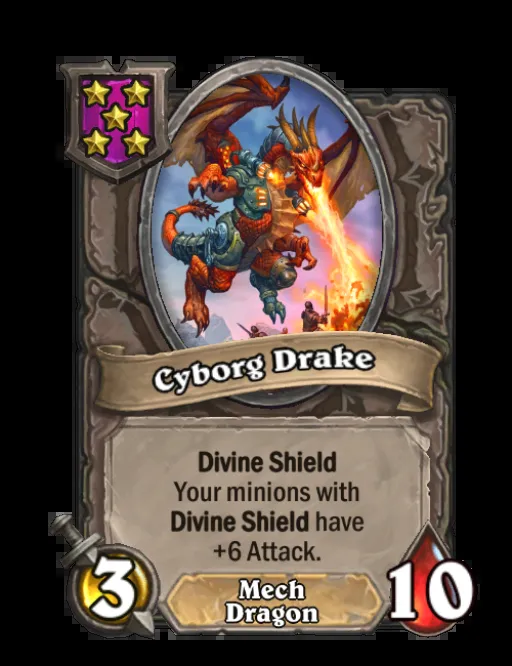 Cyborg Drake
Divine Shield
Your minions with
Divine Shield have
+6 Attack.
3
Mech
Dragon
10